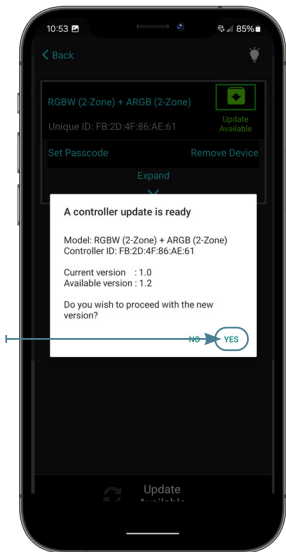 10:53 85%
< Back
RGBW (2-Zone) + ARGB (2-Zone)
Unique ID: FB:2D:4F:86:AE:61
Update
Available
Set Passcode Remove Device
Expand
A controller update is ready
Model: RGBW (2-Zone) + ARGB (2-Zone)
Controller ID: FB:2D:4F:86:AE:61
Current version : 1.0
Available version : 1.2
Do you wish to proceed with the new
version?
NO YES
Update
Available